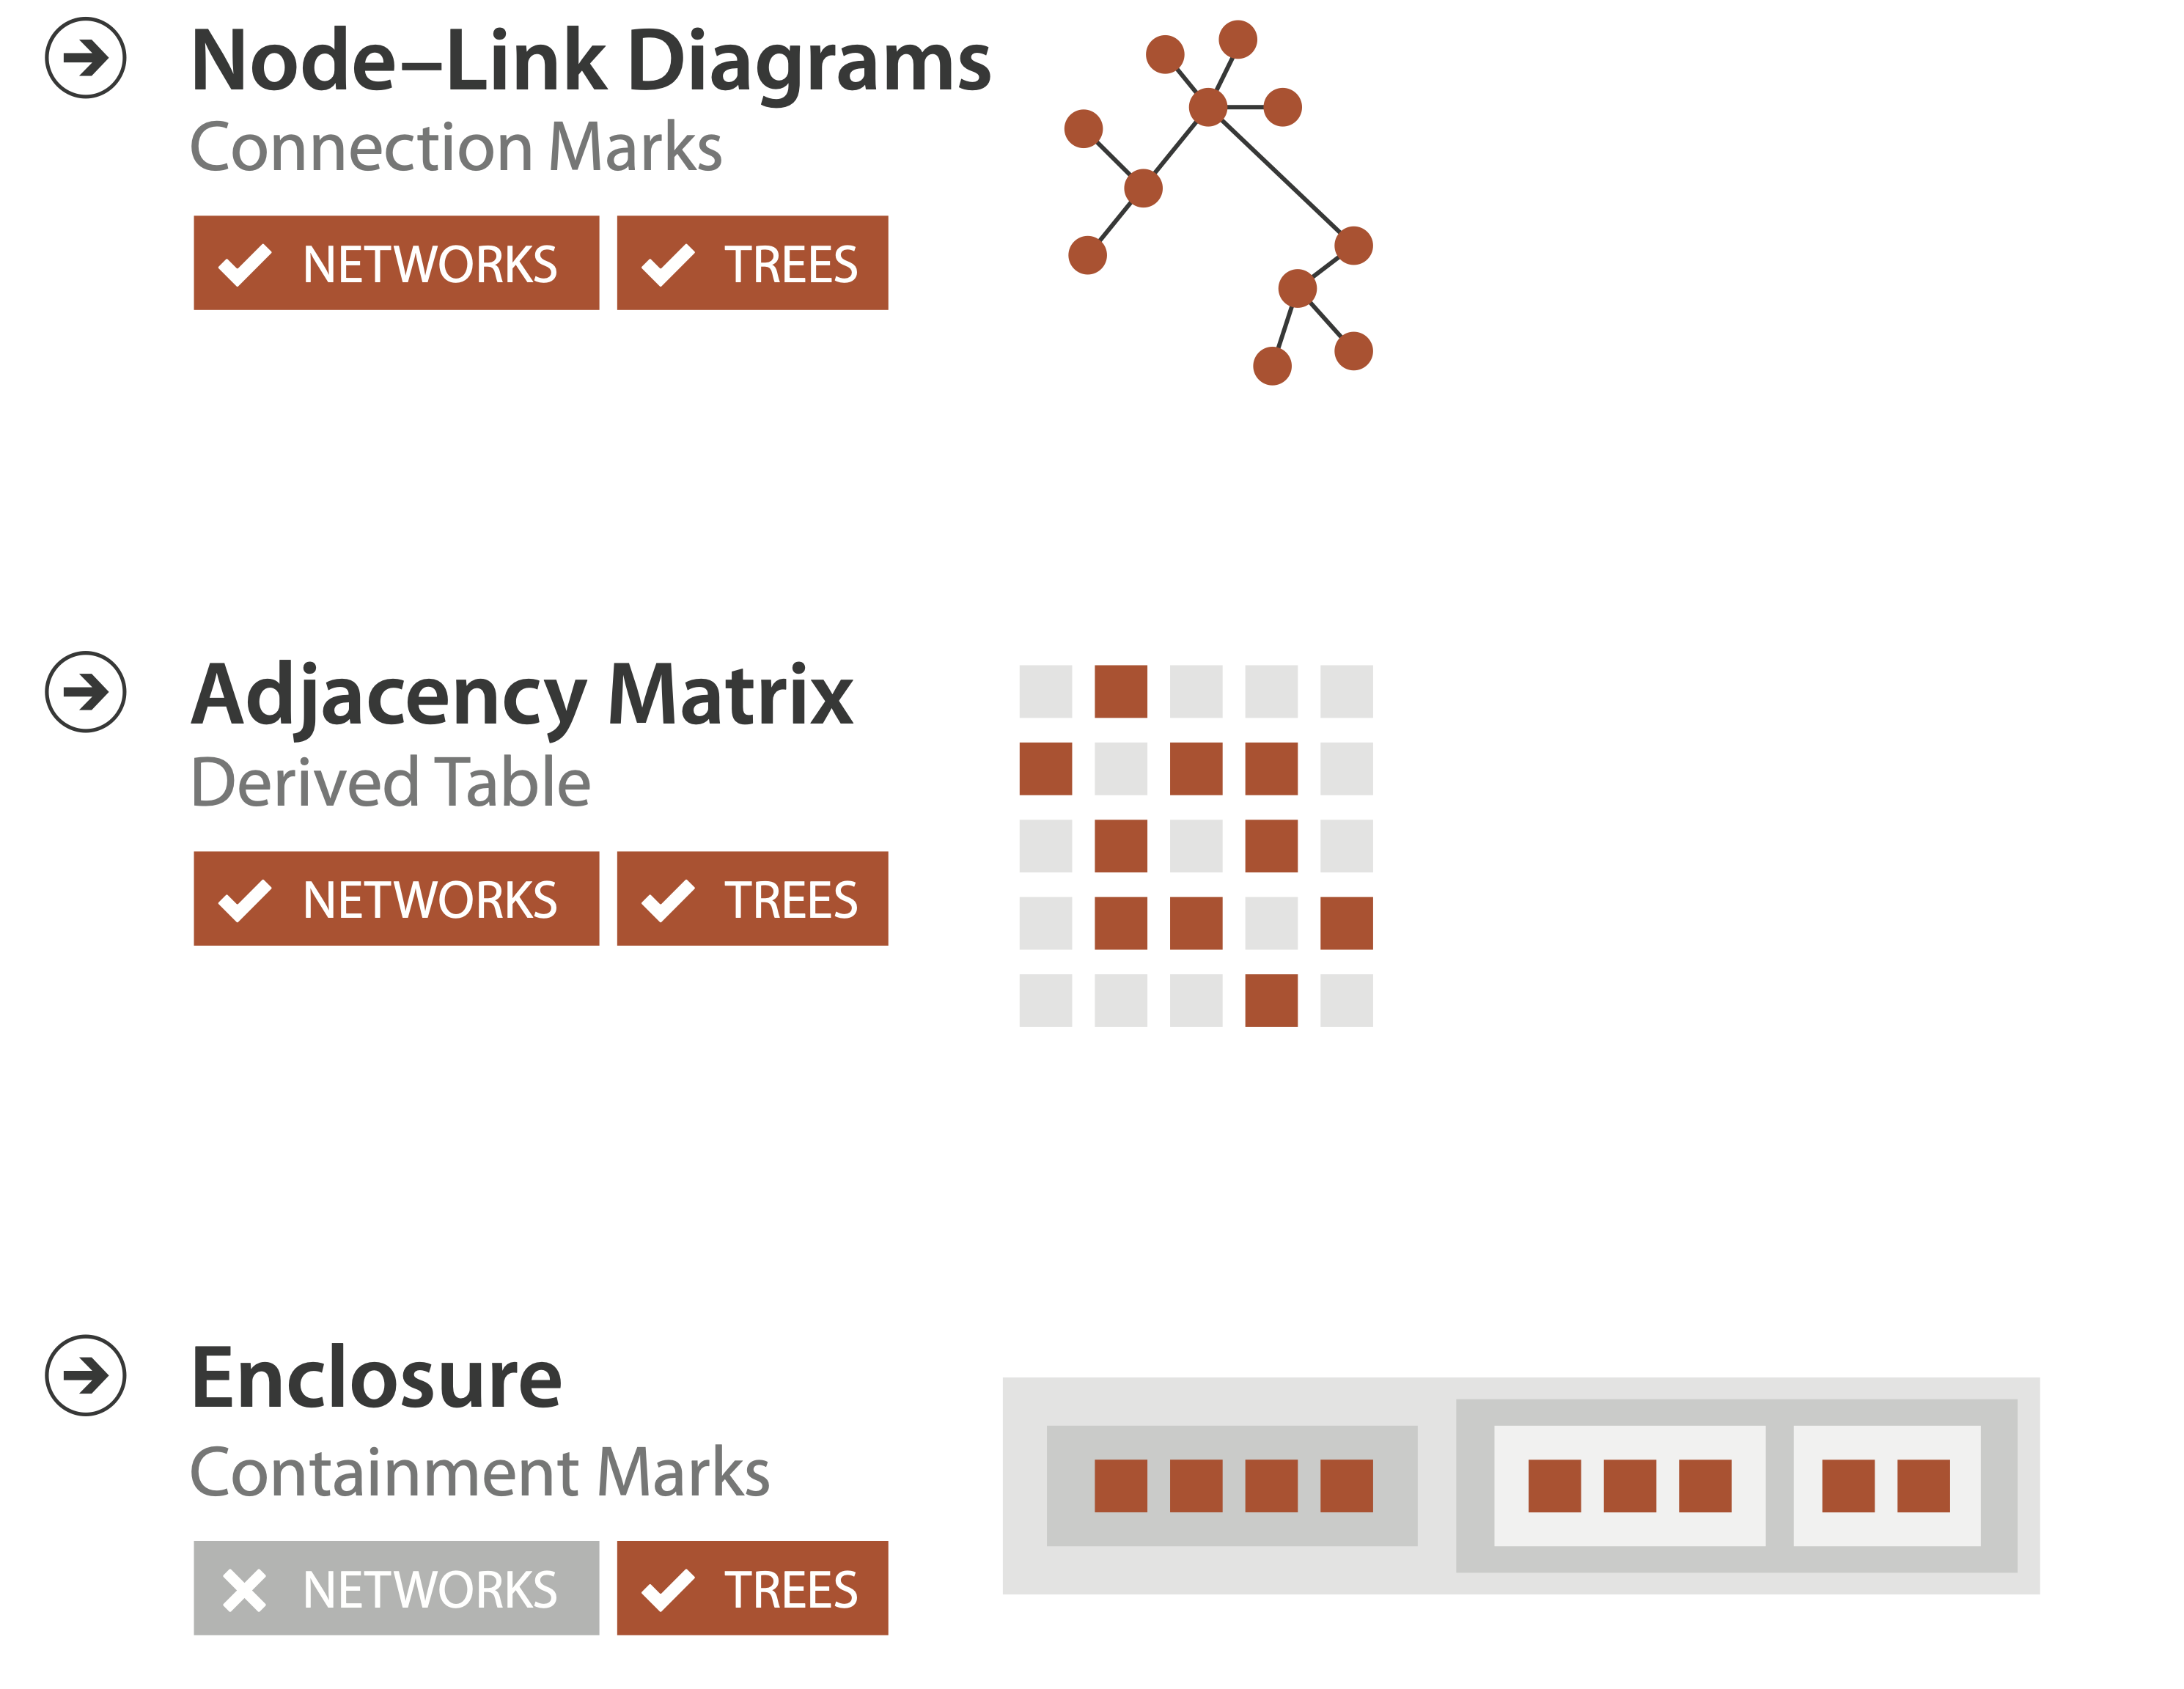 Node–Link Diagrams
Connection Marks
NETWORKS TREES
Adjacency Matrix
Derived Table
NETWORKS TREES
Enclosure
Containment Marks
NETWORKS TREES